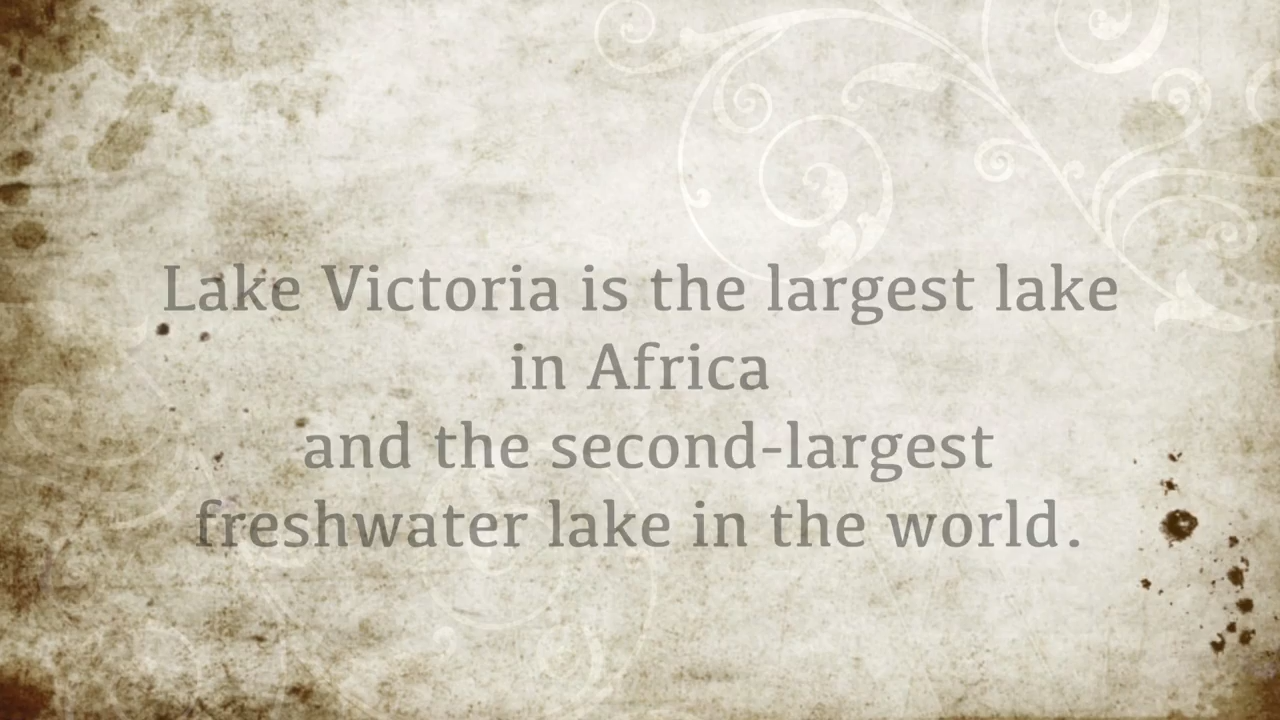 Lake Victoria is the largest lake
in Africa
and the second-largest
freshwater lake in the world.